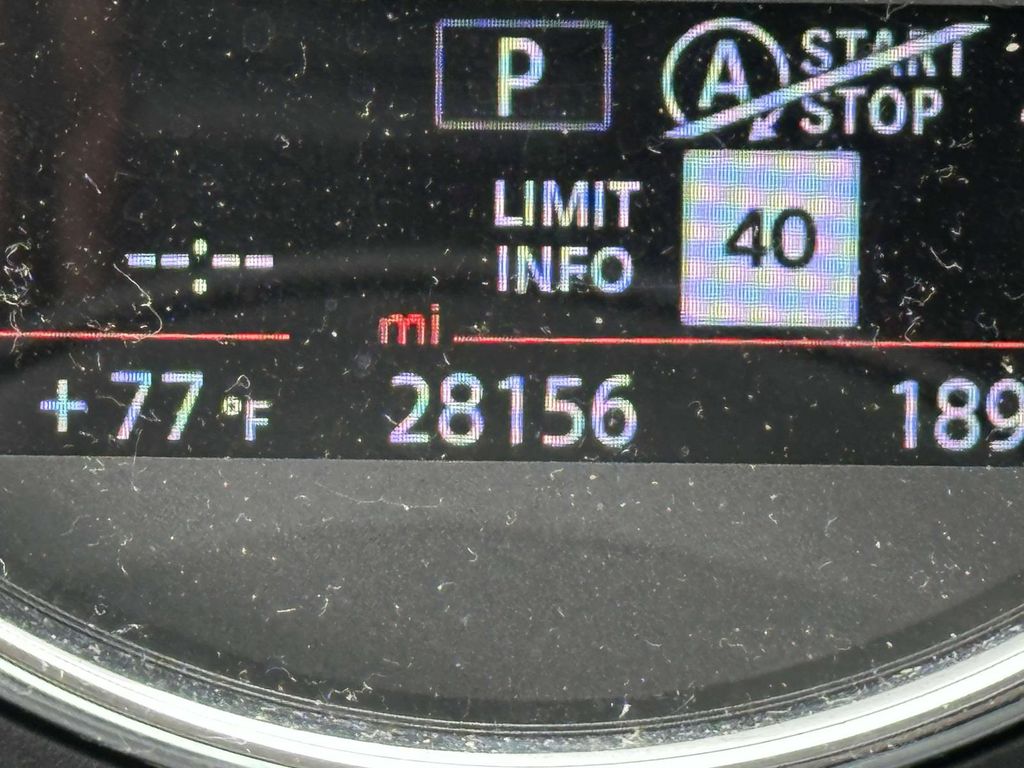 P
A START
STOP
LIMIT
INFO
40
--:--
mi
+77 °F
28156
189